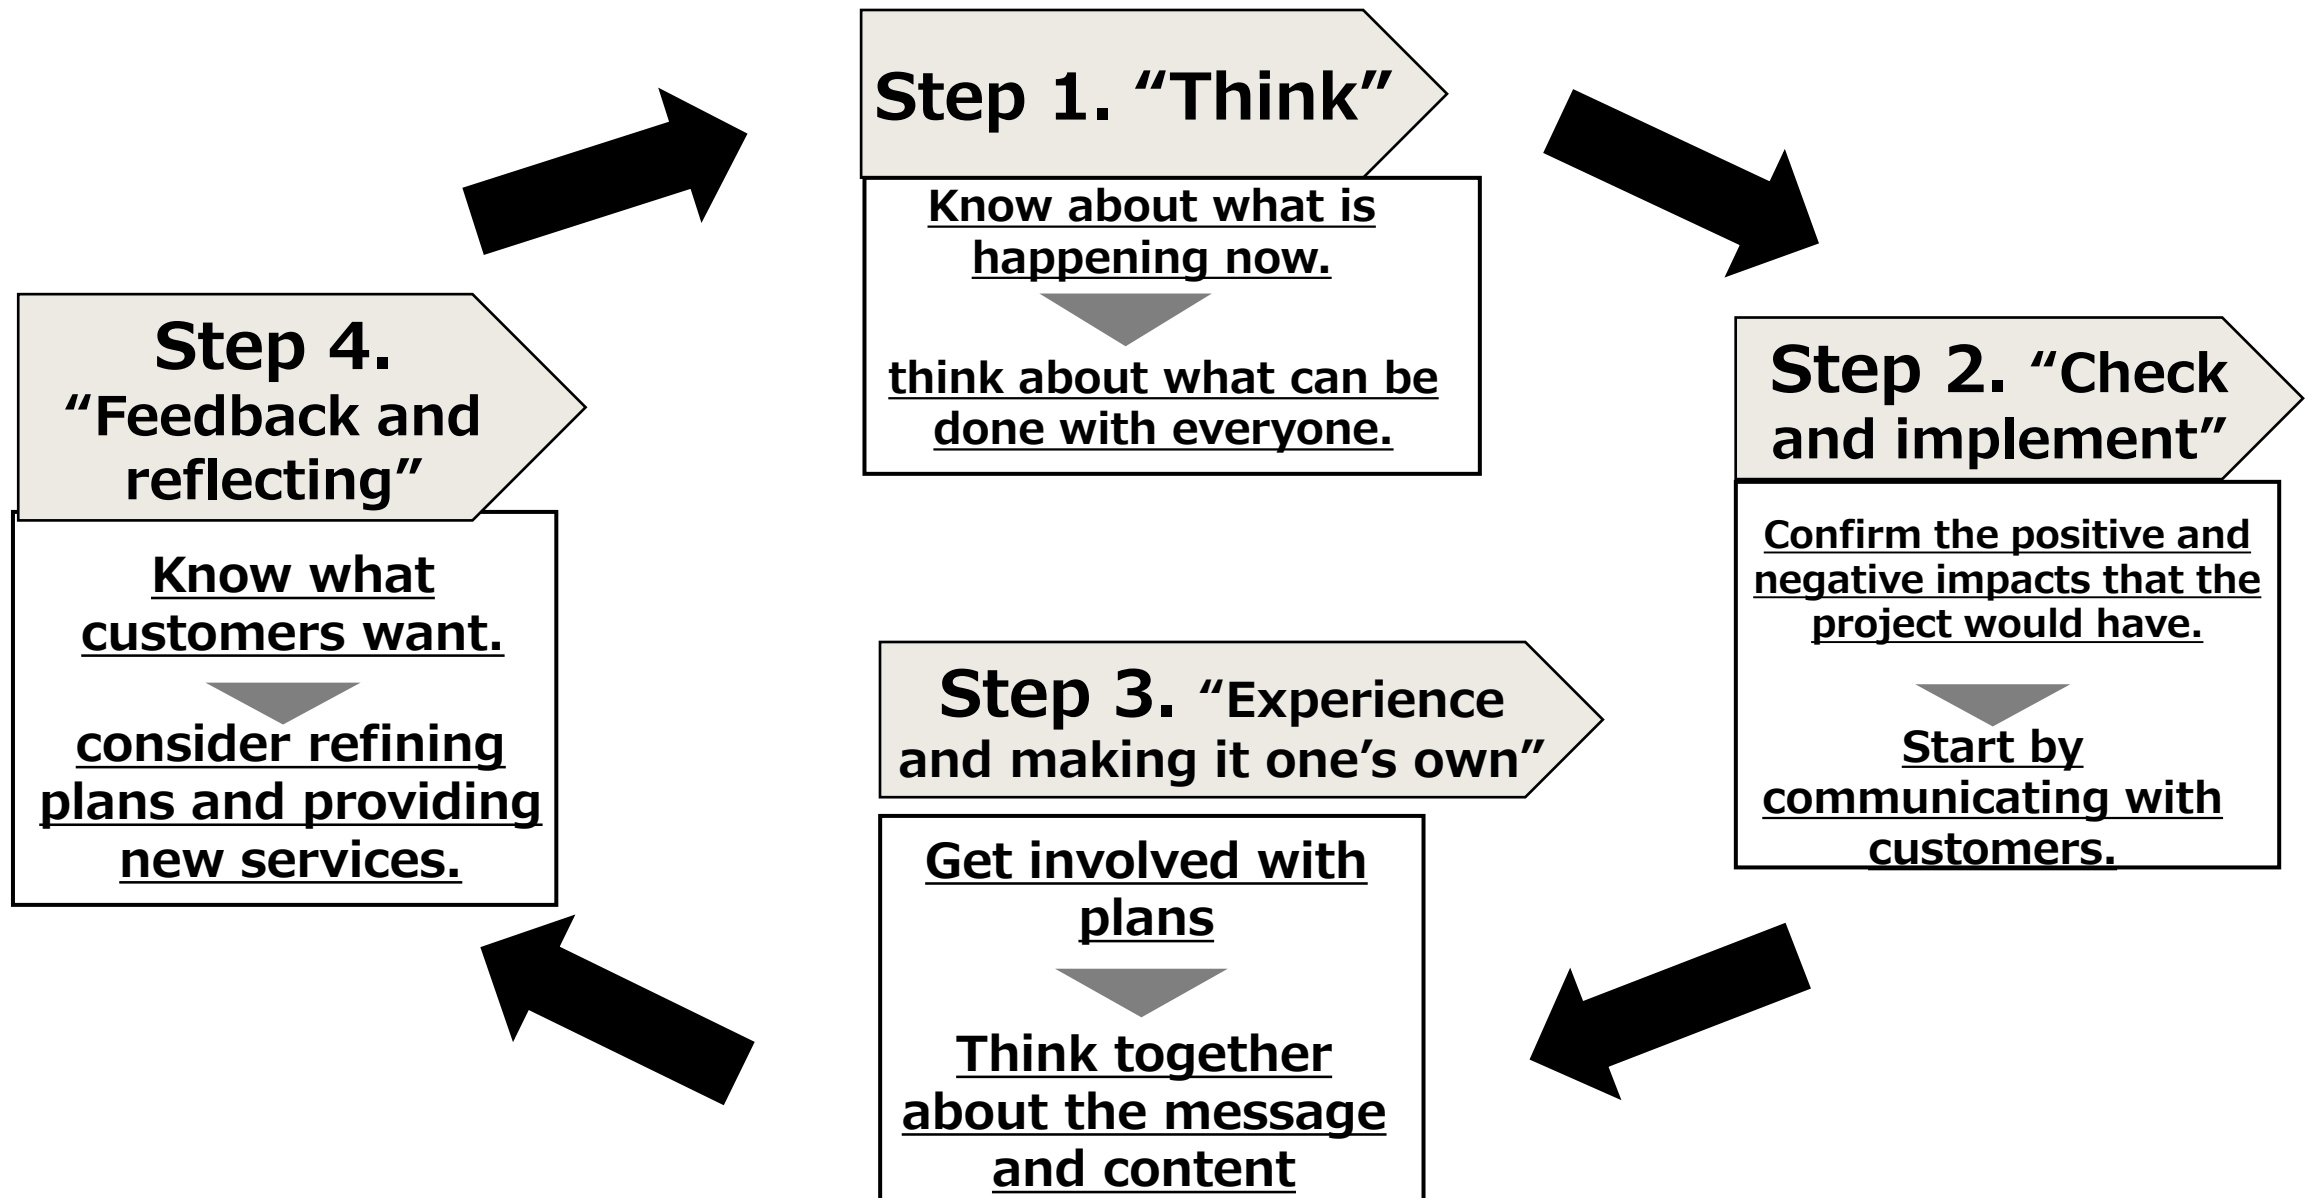 Step 1. “Think”
Know about what is
happening now.
think about what can be
done with everyone.
Step 2. “Check
and implement”
Confirm the positive and
negative impacts that the
project would have.
Start by
communicating with
customers.
Step 3. “Experience
and making it one’s own”
Get involved with
plans
Think together
about the message
and content
Step 4.
“Feedback and
reflecting”
Know what
customers want.
consider refining
plans and providing
new services.